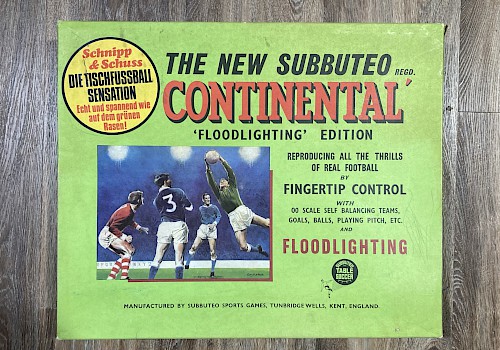 Schnipp
& Schuss
DIE TISCHFUSSBALL
SENSATION
Echt und spannend wie
auf dem grünen
Rasen!
THE NEW SUBBUTEO REGD.
CONTINENTAL'
'FLOODLIGHTING' EDITION
REPRODUCING ALL THE THRILLS
OF REAL FOOTBALL
BY
FINGERTIP CONTROL
WITH
OO SCALE SELF BALANCING TEAMS,
GOALS, BALLS, PLAYING PITCH, ETC.
AND
FLOODLIGHTING
3
TABLE
SOCCER
MANUFACTURED BY SUBBUTEO SPORTS GAMES, TUNBRIDGE WELLS, KENT, ENGLAND.